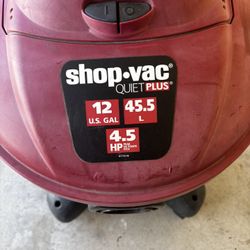 shop·vac®
QUIET PLUS®
12 45.5
U.S. GAL L
4.5
HP